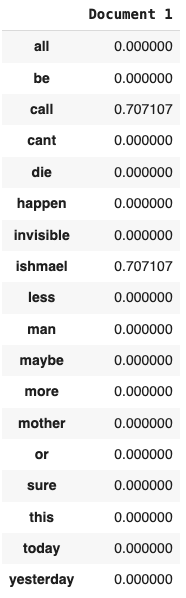 Document 1
all 0.000000
be 0.000000
call 0.707107
cant 0.000000
die 0.000000
happen 0.000000
invisible 0.000000
ishmael 0.707107
less 0.000000
man 0.000000
maybe 0.000000
more 0.000000
mother 0.000000
or 0.000000
sure 0.000000
this 0.000000
today 0.000000
yesterday 0.000000